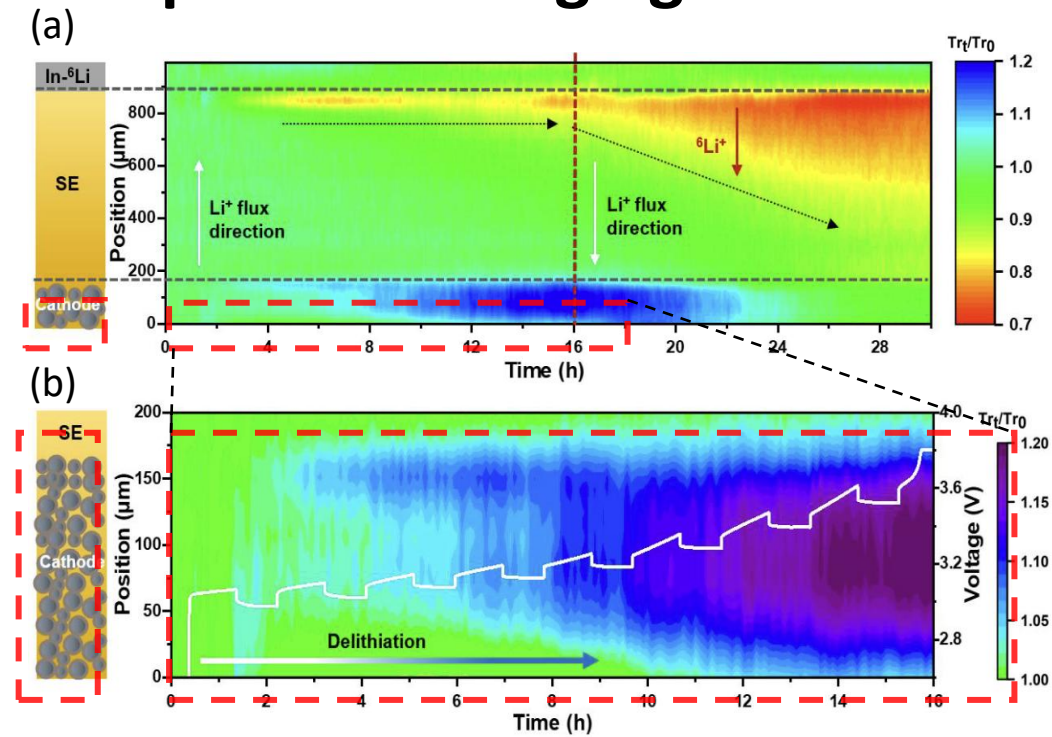 (a)
Tr_t/Tr_0
In-⁶Li
SE
Cathode
Position (µm)
800
600
400
200
0
Li⁺ flux
direction
Li⁺ flux
direction
⁶Li⁺
1.2
1.1
1.0
0.9
0.8
0.7
0 4 8 12 16 20 24 28
Time (h)
(b)
SE
Cathode
Position (µm)
200
150
100
50
0
Delithiation
4.0
3.6
3.2
2.8
Voltage (V)
Tr_t/Tr_0
1.20
1.15
1.10
1.05
1.00
0 2 4 6 8 10 12 14 16
Time (h)